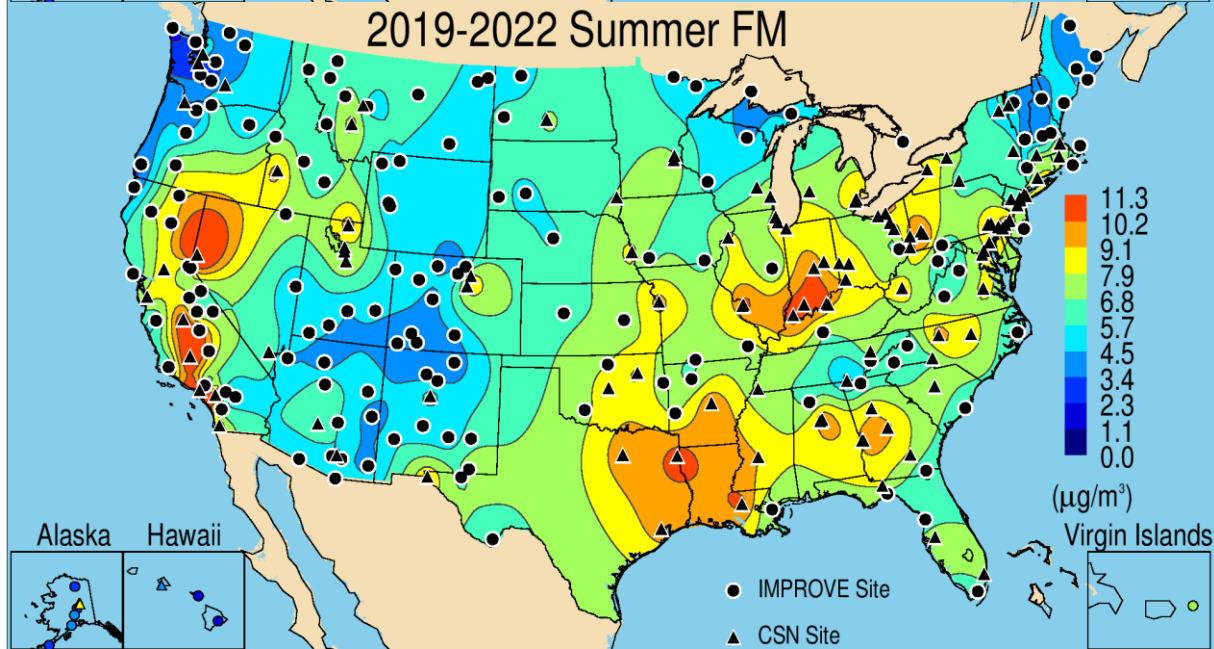 2019-2022 Summer FM
11.3
10.2
9.1
7.9
6.8
5.7
4.5
3.4
2.3
1.1
0.0
(μg/m³)
Alaska
Hawaii
Virgin Islands
IMPROVE Site
CSN Site